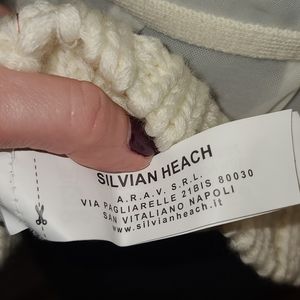 SILVIAN HEACH
A.R.A.V. S.R.L.
VIA PAGLIARELLE 21BIS 80030
SAN VITALIANO NAPOLI
www.silvianheach.it